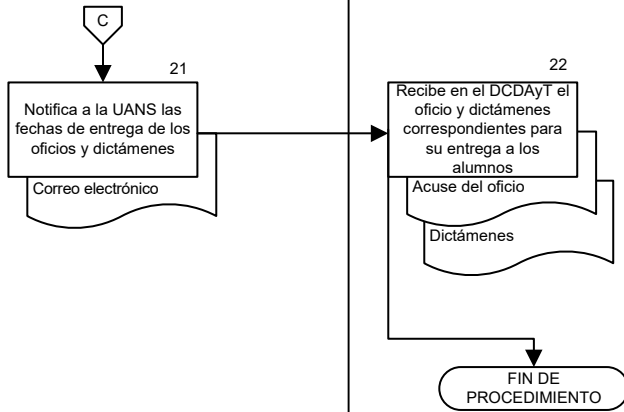 C
21
Notifica a la UANS las
fechas de entrega de los
oficios y dictámenes
Correo electrónico
22
Recibe en el DCDAyT el
oficio y dictámenes
correspondientes para
su entrega a los
alumnos
Acuse del oficio
Dictámenes
FIN DE
PROCEDIMIENTO